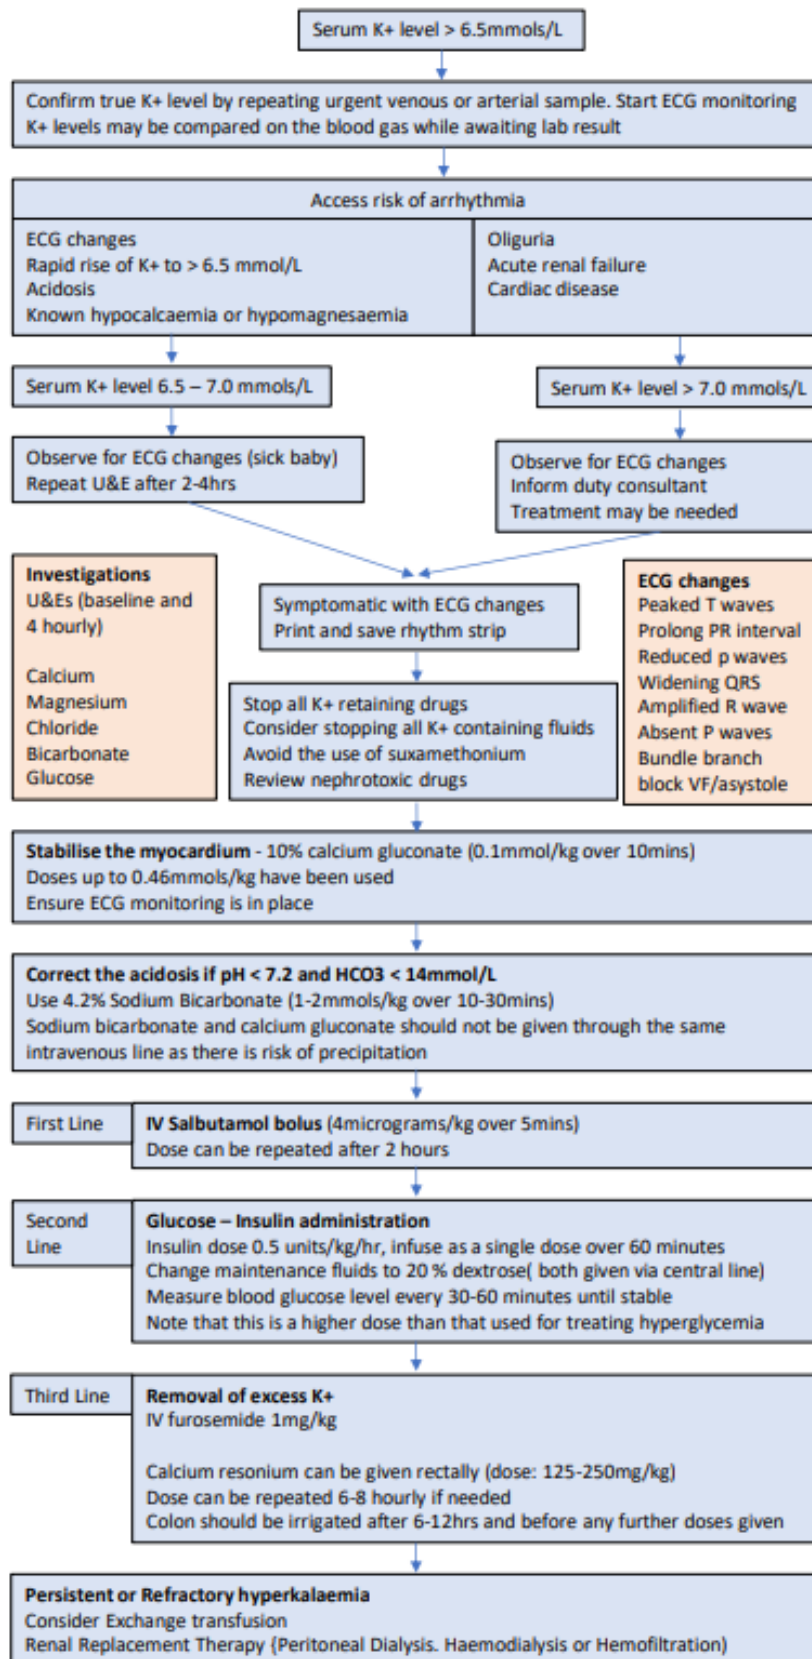 Serum K+ level > 6.5mmols/L
Confirm true K+ level by repeating urgent venous or arterial sample. Start ECG monitoring
K+ levels may be compared on the blood gas while awaiting lab result
Access risk of arrhythmia
ECG changes
Rapid rise of K+ to > 6.5 mmol/L
Acidosis
Known hypocalcaemia or hypomagnesaemia
Oliguria
Acute renal failure
Cardiac disease
Serum K+ level 6.5 – 7.0 mmols/L
Serum K+ level > 7.0 mmols/L
Observe for ECG changes (sick baby)
Repeat U&E after 2-4hrs
Observe for ECG changes
Inform duty consultant
Treatment may be needed
Investigations
U&Es (baseline and
4 hourly)
Calcium
Magnesium
Chloride
Bicarbonate
Glucose
Symptomatic with ECG changes
Print and save rhythm strip
Stop all K+ retaining drugs
Consider stopping all K+ containing fluids
Avoid the use of suxamethonium
Review nephrotoxic drugs
ECG changes
Peaked T waves
Prolong PR interval
Reduced p waves
Widening QRS
Amplified R wave
Absent P waves
Bundle branch
block VF/asystole
Stabilise the myocardium - 10% calcium gluconate (0.1mmol/kg over 10mins)
Doses up to 0.46mmols/kg have been used
Ensure ECG monitoring is in place
Correct the acidosis if pH < 7.2 and HCO3 < 14mmol/L
Use 4.2% Sodium Bicarbonate (1-2mmols/kg over 10-30mins)
Sodium bicarbonate and calcium gluconate should not be given through the same
intravenous line as there is risk of precipitation
First Line
IV Salbutamol bolus (4micrograms/kg over 5mins)
Dose can be repeated after 2 hours
Second
Line
Glucose – Insulin administration
Insulin dose 0.5 units/kg/hr, infuse as a single dose over 60 minutes
Change maintenance fluids to 20 % dextrose( both given via central line)
Measure blood glucose level every 30-60 minutes until stable
Note that this is a higher dose than that used for treating hyperglycemia
Third Line
Removal of excess K+
IV furosemide 1mg/kg
Calcium resonium can be given rectally (dose: 125-250mg/kg)
Dose can be repeated 6-8 hourly if needed
Colon should be irrigated after 6-12hrs and before any further doses given
Persistent or Refractory hyperkalaemia
Consider Exchange transfusion
Renal Replacement Therapy {Peritoneal Dialysis. Haemodialysis or Hemofiltration)